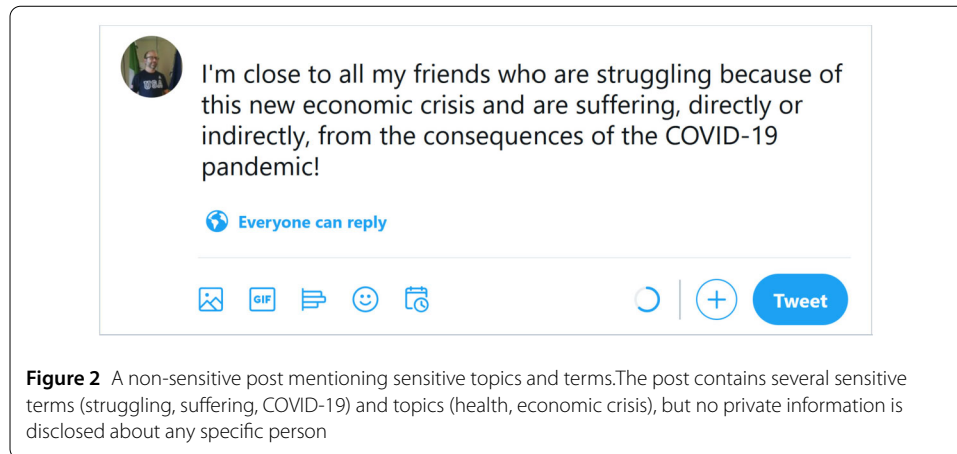 I'm close to all my friends who are struggling because of
this new economic crisis and are suffering, directly or
indirectly, from the consequences of the COVID-19
pandemic!
Everyone can reply
GIF
Tweet
Figure 2 A non-sensitive post mentioning sensitive topics and terms.The post contains several sensitive
terms (struggling, suffering, COVID-19) and topics (health, economic crisis), but no private information is
disclosed about any specific person
USA